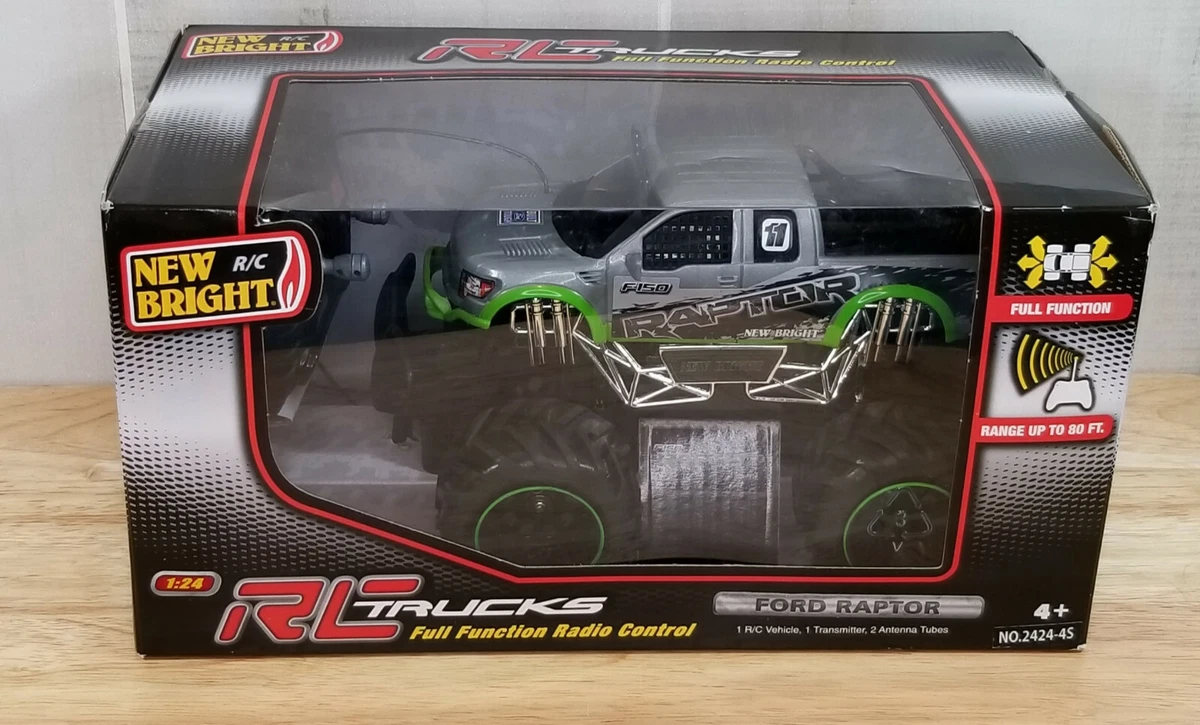 NEW R/C
BRIGHT
RC TRUCKS
Full Function Radio Control
NEW R/C
BRIGHT®
11
F150
RAPTOR
NEW BRIGHT
FULL FUNCTION
RANGE UP TO 80 FT.
3
V
1:24
RC TRUCKS
Full Function Radio Control
FORD RAPTOR
1 R/C Vehicle, 1 Transmitter, 2 Antenna Tubes
4+
NO.2424-4S